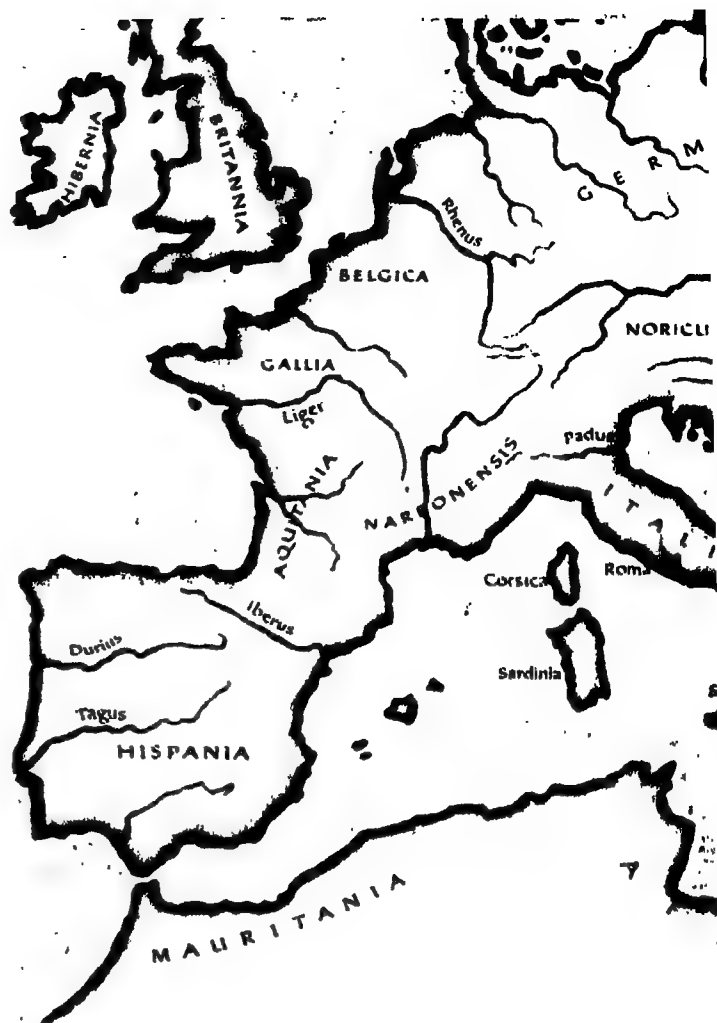 HIBERNIA
BRITANNIA
GERM
Rhenus
BELGICA
NORICU
GALLIA
Liger
Padus
NARBONENSIS
AQUITANIA
ITALI
Corsica
Roma
Iberus
Durius
Sardinia
Tagus
HISPANIA
MAURITANIA